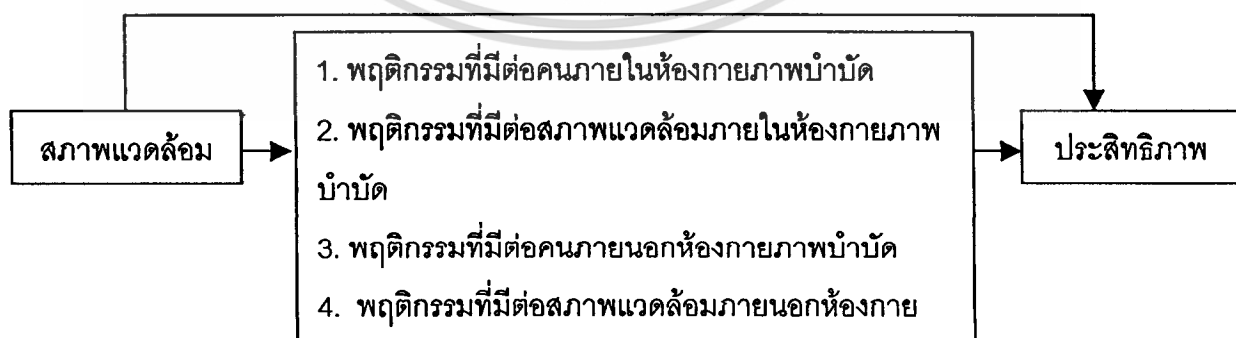 1. พฤติกรรมที่มีต่อคนภายในห้องกายภาพบำบัด
2. พฤติกรรมที่มีต่อสภาพแวดล้อมภายในห้องกายภาพ
บำบัด
3. พฤติกรรมที่มีต่อคนภายนอกห้องกายภาพบำบัด
4. พฤติกรรมที่มีต่อสภาพแวดล้อมภายนอกห้องกาย
สภาพแวดล้อม
ประสิทธิภาพ